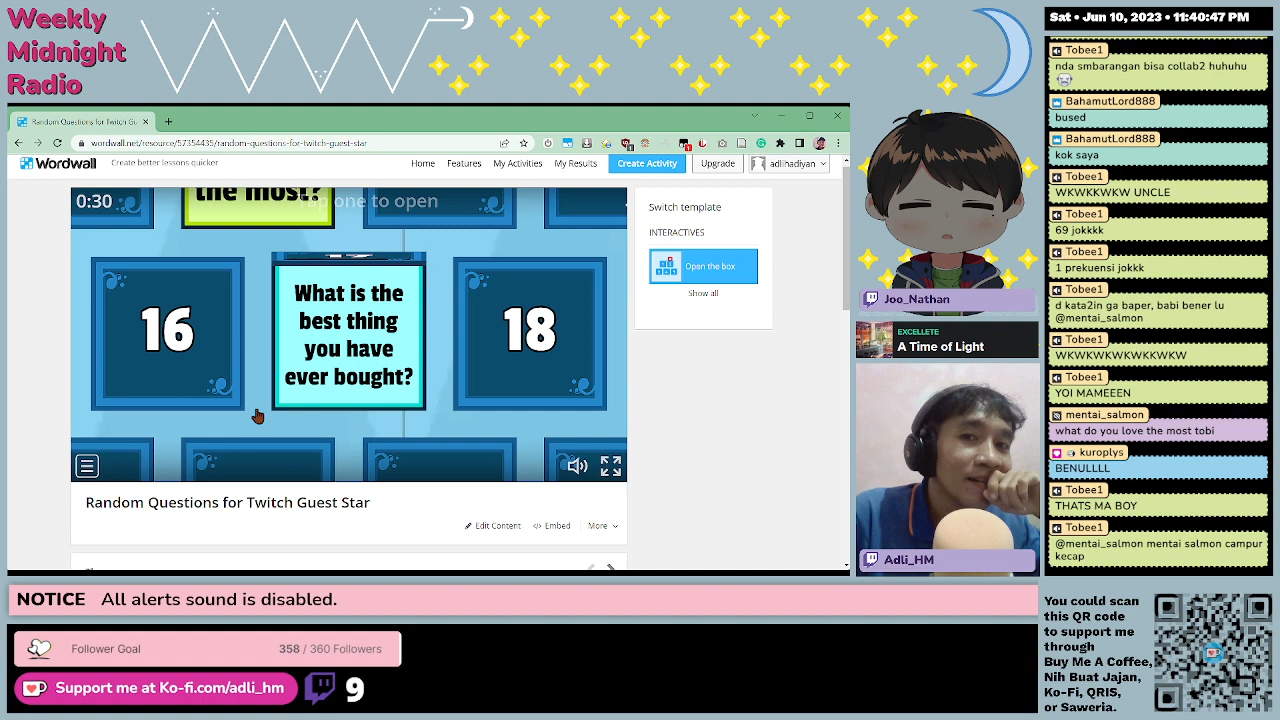 Weekly
Midnight
Radio
Random Questions for Twitch Gu
wordwall.net/resource/57354435/random-questions-for-twitch-guest-star
Wordwall
Create better lessons quicker
Home
Features
My Activities
My Results
Create Activity
Upgrade
adlihadiyan
0:30
the most?
Tap one to open
16
What is the
best thing
you have
ever bought?
18
Switch template
INTERACTIVES
Open the box
Show all
Random Questions for Twitch Guest Star
Edit Content
Embed
More
Joo_Nathan
EXCELLETE
A Time of Light
Adli_HM
Sat • Jun 10, 2023 • 11:40:47 PM
Tobee1
nda smbarangan bisa collab2 huhuhu
BahamutLord888
bused
BahamutLord888
kok saya
Tobee1
WKWKKWKW UNCLE
Tobee1
69 jokkkk
Tobee1
1 prekuensi jokkk
Tobee1
d kata2in ga baper, babi bener lu
@mentai_salmon
Tobee1
WKWKWKWKWKKWKW
Tobee1
YOI MAMEEEN
mentai_salmon
what do you love the most tobi
kuroplys
BENULLLL
Tobee1
THATS MA BOY
Tobee1
@mentai_salmon mentai salmon campur
kecap
NOTICE All alerts sound is disabled.
Follower Goal
358 / 360 Followers
Support me at Ko-fi.com/adli_hm
9
You could scan
this QR code
to support me
through
Buy Me A Coffee,
Nih Buat Jajan,
Ko-Fi, QRIS,
or Saweria.